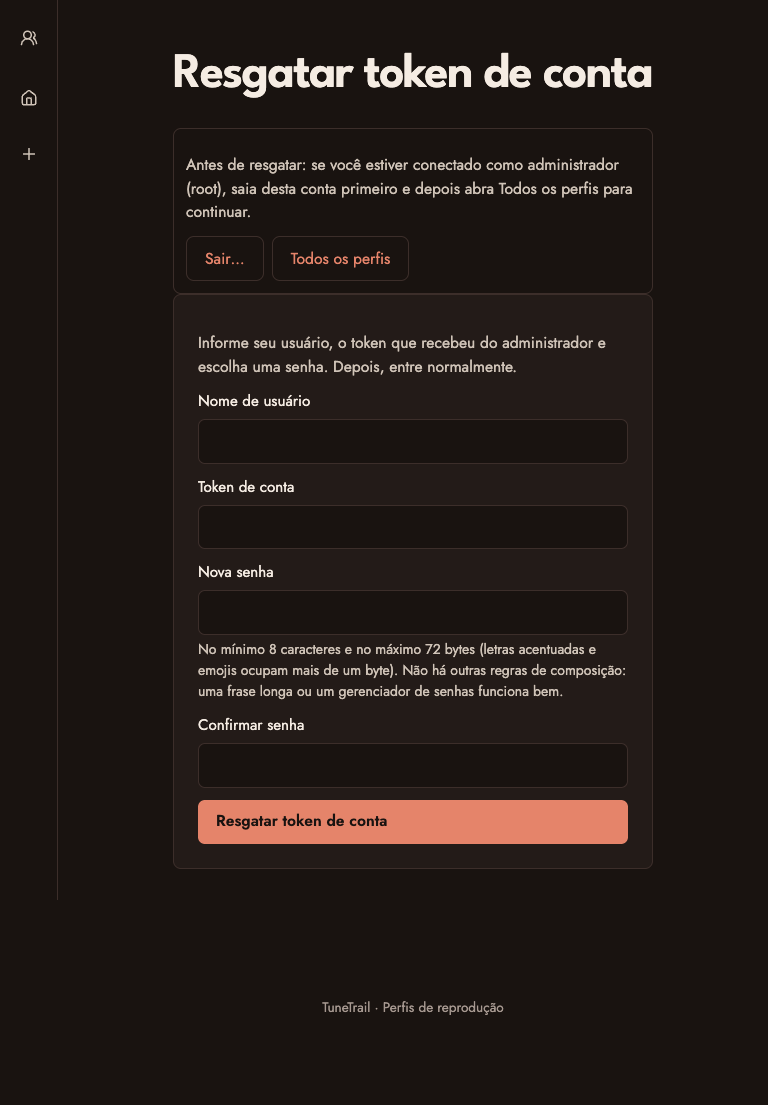 Resgatar token de conta
Antes de resgatar: se você estiver conectado como administrador
(root), saia desta conta primeiro e depois abra Todos os perfis para
continuar.
Sair...
Todos os perfis
Informe seu usuário, o token que recebeu do administrador e
escolha uma senha. Depois, entre normalmente.
Nome de usuário
Token de conta
Nova senha
No mínimo 8 caracteres e no máximo 72 bytes (letras acentuadas e
emojis ocupam mais de um byte). Não há outras regras de composição:
uma frase longa ou um gerenciador de senhas funciona bem.
Confirmar senha
Resgatar token de conta
TuneTrail · Perfis de reprodução